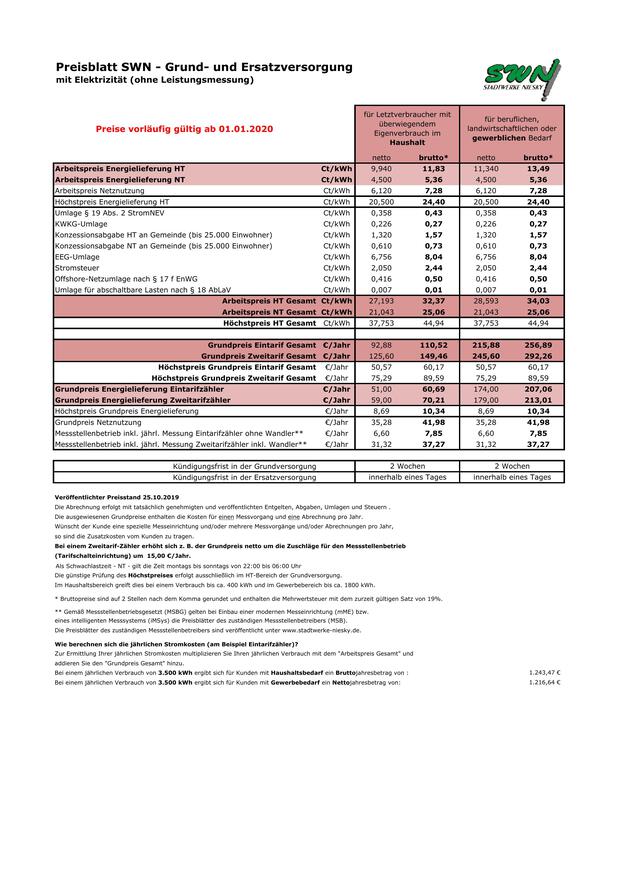 Preisblatt SWN - Grund- und Ersatzversorgung
mit Elektrizität (ohne Leistungsmessung)
SWN
STADTWERKE NIESKY
Preise vorläufig gültig ab 01.01.2020
für Letztverbraucher mit überwiegendem Eigenverbrauch im Haushalt
für beruflichen, landwirtschaftlichen oder gewerblichen Bedarf
netto brutto* netto brutto*
Arbeitspreis Energielieferung HT Ct/kWh 9,940 11,83 11,340 13,49
Arbeitspreis Energielieferung NT Ct/kWh 4,500 5,36 4,500 5,36
Arbeitspreis Netznutzung Ct/kWh 6,120 7,28 6,120 7,28
Höchstpreis Energielieferung HT Ct/kWh 20,500 24,40 20,500 24,40
Umlage § 19 Abs. 2 StromNEV Ct/kWh 0,358 0,43 0,358 0,43
KWKG-Umlage Ct/kWh 0,226 0,27 0,226 0,27
Konzessionsabgabe HT an Gemeinde (bis 25.000 Einwohner) Ct/kWh 1,320 1,57 1,320 1,57
Konzessionsabgabe NT an Gemeinde (bis 25.000 Einwohner) Ct/kWh 0,610 0,73 0,610 0,73
EEG-Umlage Ct/kWh 6,756 8,04 6,756 8,04
Stromsteuer Ct/kWh 2,050 2,44 2,050 2,44
Offshore-Netzumlage nach § 17 f EnWG Ct/kWh 0,416 0,50 0,416 0,50
Umlage für abschaltbare Lasten nach § 18 AbLaV Ct/kWh 0,007 0,01 0,007 0,01
Arbeitspreis HT Gesamt Ct/kWh 27,193 32,37 28,593 34,03
Arbeitspreis NT Gesamt Ct/kWh 21,043 25,06 21,043 25,06
Höchstpreis HT Gesamt Ct/kWh 37,753 44,94 37,753 44,94
Grundpreis Eintarif Gesamt €/Jahr 92,88 110,52 215,88 256,89
Grundpreis Zweitarif Gesamt €/Jahr 125,60 149,46 245,60 292,26
Höchstpreis Grundpreis Eintarif Gesamt €/Jahr 50,57 60,17 50,57 60,17
Höchstpreis Grundpreis Zweitarif Gesamt €/Jahr 75,29 89,59 75,29 89,59
Grundpreis Energielieferung Eintarifzähler €/Jahr 51,00 60,69 174,00 207,06
Grundpreis Energielieferung Zweitarifzähler €/Jahr 59,00 70,21 179,00 213,01
Höchstpreis Grundpreis Energielieferung €/Jahr 8,69 10,34 8,69 10,34
Grundpreis Netznutzung €/Jahr 35,28 41,98 35,28 41,98
Messstellenbetrieb inkl. jährl. Messung Eintarifzähler ohne Wandler** €/Jahr 6,60 7,85 6,60 7,85
Messstellenbetrieb inkl. jährl. Messung Zweitarifzähler inkl. Wandler** €/Jahr 31,32 37,27 31,32 37,27
Kündigungsfrist in der Grundversorgung 2 Wochen 2 Wochen
Kündigungsfrist in der Ersatzversorgung innerhalb eines Tages innerhalb eines Tages
Veröffentlichter Preisstand 25.10.2019
Die Abrechnung erfolgt mit tatsächlich genehmigten und veröffentlichten Entgelten, Abgaben, Umlagen und Steuern .
Die ausgewiesenen Grundpreise enthalten die Kosten für einen Messvorgang und eine Abrechnung pro Jahr.
Wünscht der Kunde eine spezielle Messeinrichtung und/oder mehrere Messvorgänge und/oder Abrechnungen pro Jahr,
so sind die Zusatzkosten vom Kunden zu tragen.
Bei einem Zweitarif-Zähler erhöht sich z. B. der Grundpreis netto um die Zuschläge für den Messstellenbetrieb
(Tarifschalteinrichtung) um 15,00 €/Jahr.
Als Schwachlastzeit - NT - gilt die Zeit montags bis sonntags von 22:00 bis 06:00 Uhr
Die günstige Prüfung des Höchstpreises erfolgt ausschließlich im HT-Bereich der Grundversorgung.
Im Haushaltsbereich greift dies bei einem Verbrauch bis ca. 400 kWh und im Gewerbebereich bis ca. 1800 kWh.
* Bruttopreise sind auf 2 Stellen nach dem Komma gerundet und enthalten die Mehrwertsteuer mit dem zurzeit gültigen Satz von 19%.
** Gemäß Messstellenbetriebsgesetzt (MSBG) gelten bei Einbau einer modernen Messeinrichtung (mME) bzw.
eines intelligenten Messsystems (iMSys) die Preisblätter des zuständigen Messstellenbetreibers (MSB).
Die Preisblätter des zuständigen Messstellenbetreibers sind veröffentlicht unter www.stadtwerke-niesky.de.
Wie berechnen sich die jährlichen Stromkosten (am Beispiel Eintarifzähler)?
Zur Ermittlung Ihrer jährlichen Stromkosten multiplizieren Sie Ihren jährlichen Verbrauch mit dem "Arbeitspreis Gesamt" und
addieren Sie den "Grundpreis Gesamt" hinzu.
Bei einem jährlichen Verbrauch von 3.500 kWh ergibt sich für Kunden mit Haushaltsbedarf ein Bruttojahresbetrag von : 1.243,47 €
Bei einem jährlichen Verbrauch von 3.500 kWh ergibt sich für Kunden mit Gewerbebedarf ein Nettojahresbetrag von: 1.216,64 €